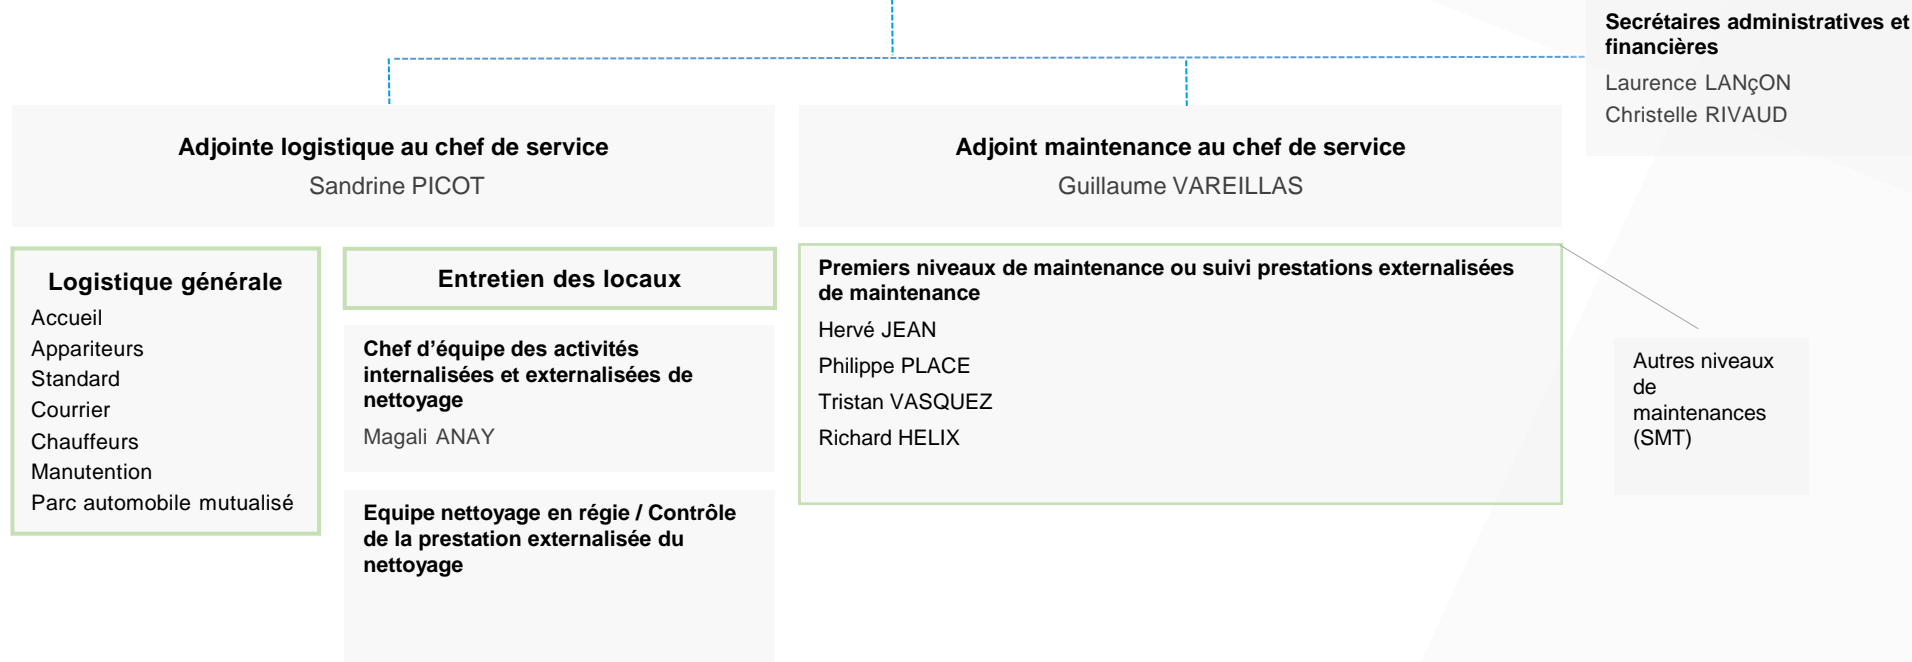 Secrétaires administratives et
financières
Laurence LANçON
Christelle RIVAUD
Adjointe logistique au chef de service
Sandrine PICOT
Adjoint maintenance au chef de service
Guillaume VAREILLAS
Logistique générale
Accueil
Appariteurs
Standard
Courrier
Chauffeurs
Manutention
Parc automobile mutualisé
Entretien des locaux
Chef d’équipe des activités
internalisées et externalisées de
nettoyage
Magali ANAY
Equipe nettoyage en régie / Contrôle
de la prestation externalisée du
nettoyage
Premiers niveaux de maintenance ou suivi prestations externalisées
de maintenance
Hervé JEAN
Philippe PLACE
Tristan VASQUEZ
Richard HELIX
Autres niveaux
de
maintenances
(SMT)